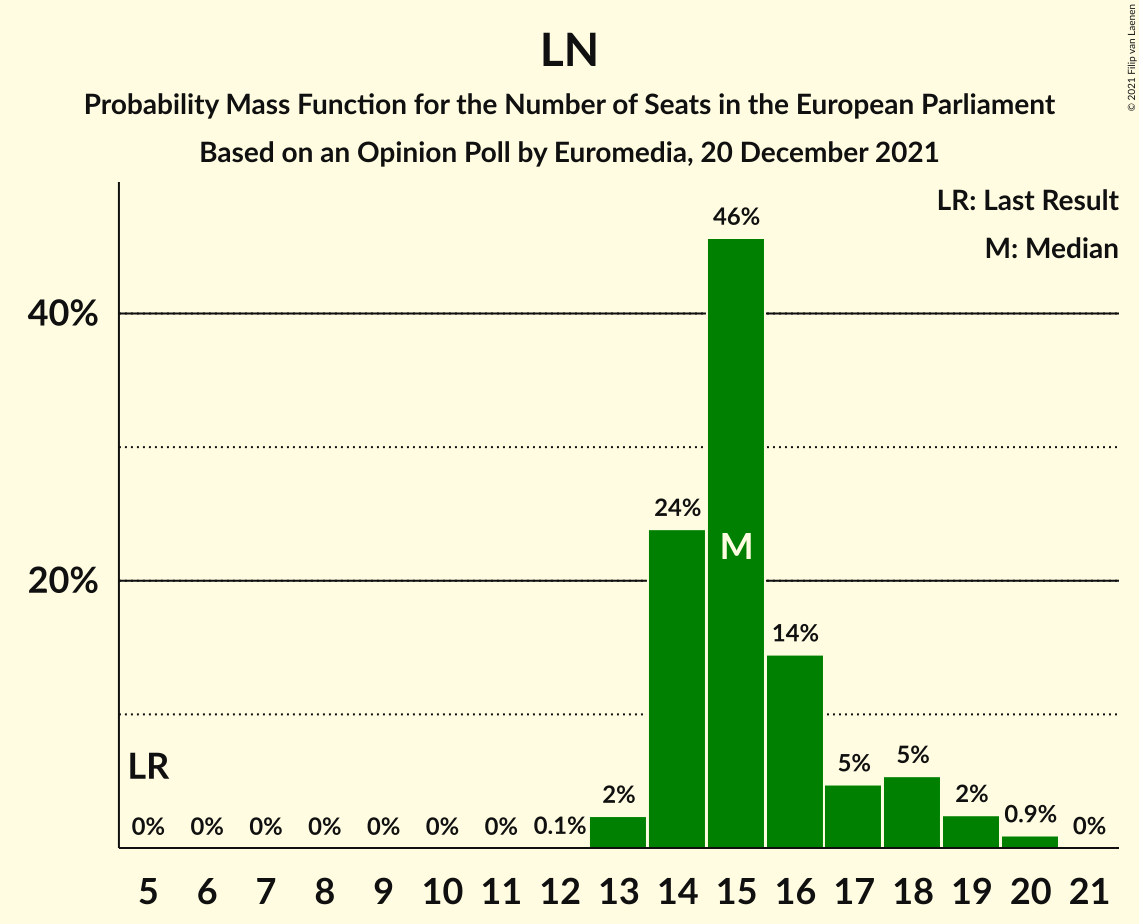 LN
Probability Mass Function for the Number of Seats in the European Parliament
Based on an Opinion Poll by Euromedia, 20 December 2021
© 2021 Filip van Laenen
LR: Last Result
M: Median
46%
40%
24%
M
20%
14%
LR
5%
5%
2%
2%
0.9%
0% 0% 0% 0% 0% 0% 0% 0.1% 0%
5 6 7 8 9 10 11 12 13 14 15 16 17 18 19 20 21